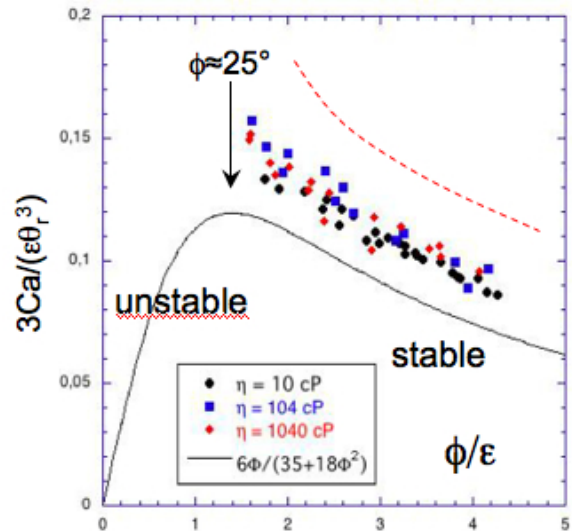 0,2
0,15
0,1
0,05
0
3Ca/(εθr³)
ϕ≈25°
unstable
stable
η = 10 cP
η = 104 cP
η = 1040 cP
6Φ/(35+18Φ²)
ϕ/ε
0 1 2 3 4 5